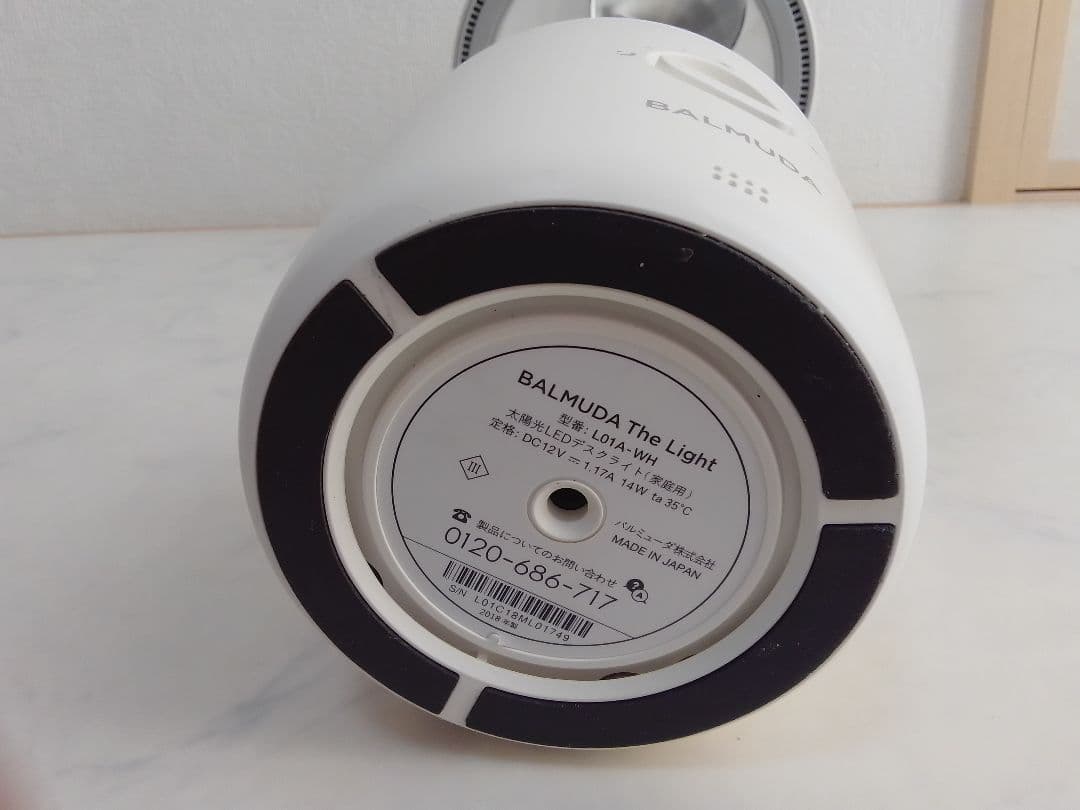 BALMUDA
BALMUDA The Light
型番: L01A-WH
太陽光LEDデスクライト(家庭用)
定格: DC12V ⎓ 1.17A 14W ta 35℃
III
バルミューダ株式会社
MADE IN JAPAN
☎ 製品についてのお問い合わせ
Q A
0120-686-717
S/N L01C18ML01749
2018年製